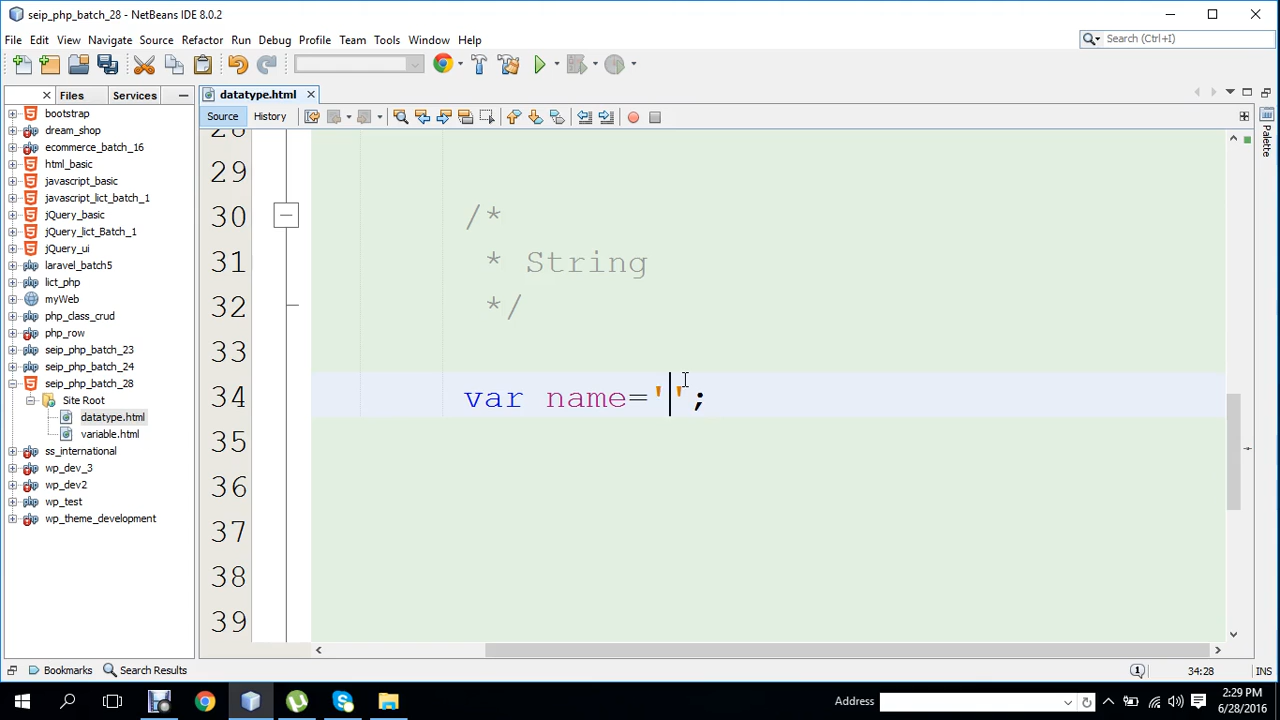 seip_php_batch_28 - NetBeans IDE 8.0.2
File Edit View Navigate Source Refactor Run Debug Profile Team Tools Window Help
Search (Ctrl+I)
Files Services
datatype.html
Source History
Palette
bootstrap
dream_shop
ecommerce_batch_16
html_basic
javascript_basic
javascript_lict_batch_1
jQuery_basic
jQuery_lict_Batch_1
jQuery_ui
laravel_batch5
lict_php
myWeb
php_class_crud
php_row
seip_php_batch_23
seip_php_batch_24
seip_php_batch_28
Site Root
datatype.html
variable.html
ss_international
wp_dev_3
wp_dev2
wp_test
wp_theme_development
28
29
30 /*
31 * String
32 */
33
34 var name='';
35
36
37
38
39
Bookmarks Search Results
1 34:28 INS
Address
2:29 PM
6/28/2016